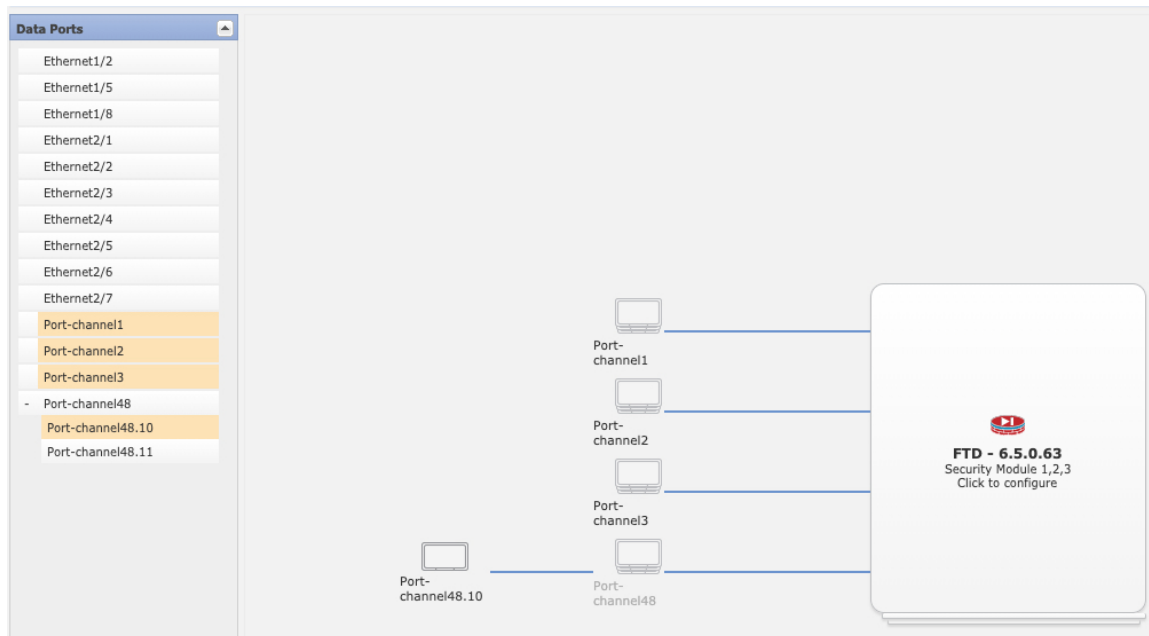 Data Ports
Ethernet1/2
Ethernet1/5
Ethernet1/8
Ethernet2/1
Ethernet2/2
Ethernet2/3
Ethernet2/4
Ethernet2/5
Ethernet2/6
Ethernet2/7
Port-channel1
Port-channel2
Port-channel3
- Port-channel48
Port-channel48.10
Port-channel48.11
Port-
channel1
Port-
channel2
Port-
channel3
Port-
channel48.10
Port-
channel48
FTD - 6.5.0.63
Security Module 1,2,3
Click to configure